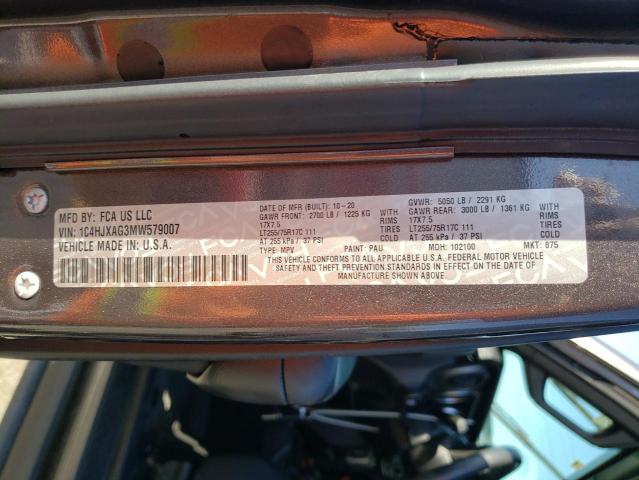 MFD. BY: FCA US LLC
VIN: 1C4HJXAG3MW579007
VEHICLE MADE IN U.S.A.
DATE OF MFR (BUILT): 10-20
GAWR FRONT: 2700 LB / 1225 KG
17X7.5
LT255/75R17C 111
AT 255 kPa / 37 PSI
TYPE: MPV
WITH
RIMS
TIRES
COLD
GVWR: 5050 LB / 2291 KG
GAWR REAR: 3000 LB / 1361 KG
17X7.5
LT255/75R17C 111
AT 255 kPa / 37 PSI
WITH
RIMS
TIRES
COLD
PAINT: PAU
MDH: 102100
MKT: B75
THIS VEHICLE CONFORMS TO ALL APPLICABLE U.S.A. FEDERAL MOTOR VEHICLE
SAFETY AND THEFT PREVENTION STANDARDS IN EFFECT ON THE DATE OF
MANUFACTURE SHOWN ABOVE.